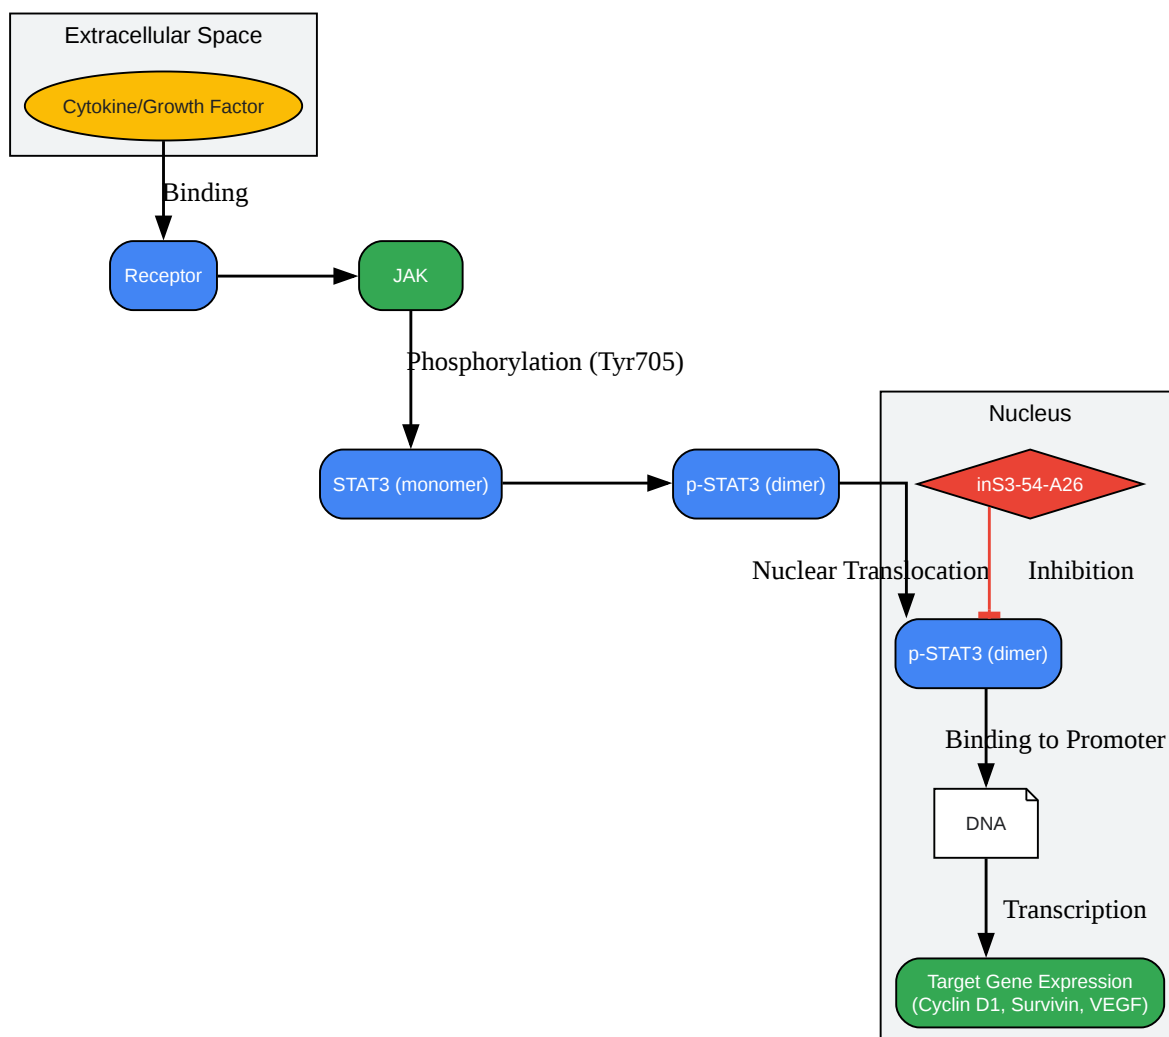 Extracellular Space
Cytokine/Growth Factor
Binding
Receptor
JAK
Phosphorylation (Tyr705)
Nucleus
STAT3 (monomer)
p-STAT3 (dimer)
inS3-54-A26
Nuclear Translocation
Inhibition
p-STAT3 (dimer)
Binding to Promoter
DNA
Transcription
Target Gene Expression
(Cyclin D1, Survivin, VEGF)